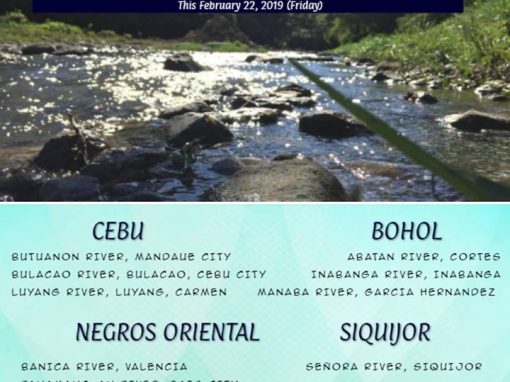 This February 22, 2019 (Friday)
CEBU
BUTUANON RIVER, MANDAUE CITY
BULACAO RIVER, BULACAO, CEBU CITY
LUYANG RIVER, LUYANG, CARMEN
BOHOL
ABATAN RIVER, CORTES
INABANGA RIVER, INABANGA
MANABA RIVER, GARCIA HERNANDEZ
NEGROS ORIENTAL
BANICA RIVER, VALENCIA
SIQUIJOR
SEÑORA RIVER, SIQUIJOR